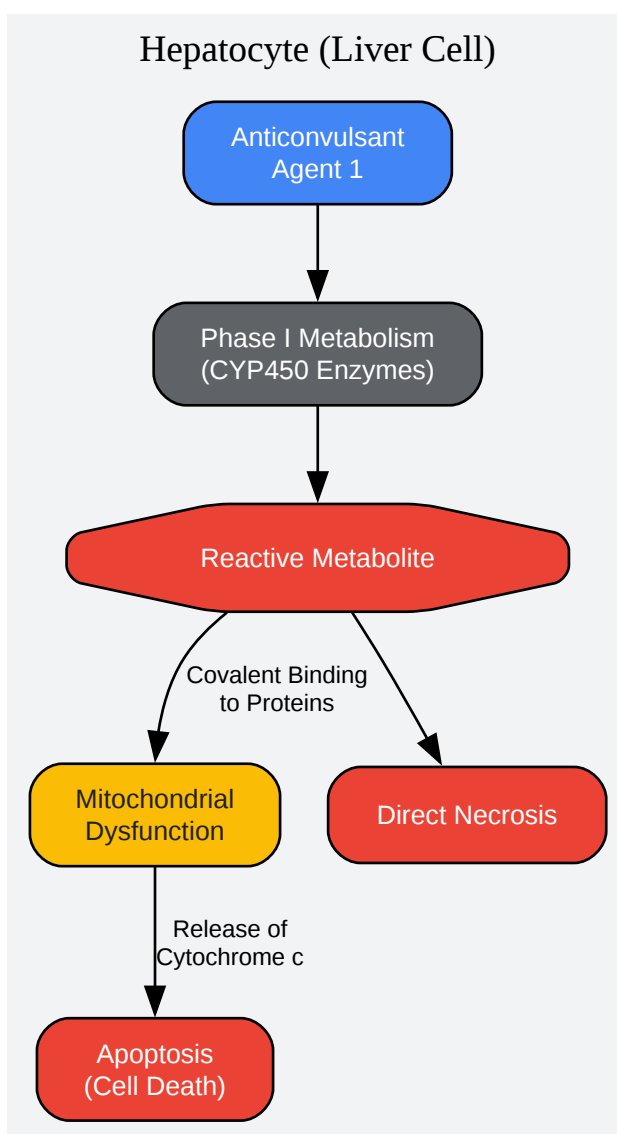 Hepatocyte (Liver Cell)
Anticonvulsant
Agent 1
Phase I Metabolism
(CYP450 Enzymes)
Reactive Metabolite
Covalent Binding
to Proteins
Mitochondrial
Dysfunction
Direct Necrosis
Release of
Cytochrome c
Apoptosis
(Cell Death)